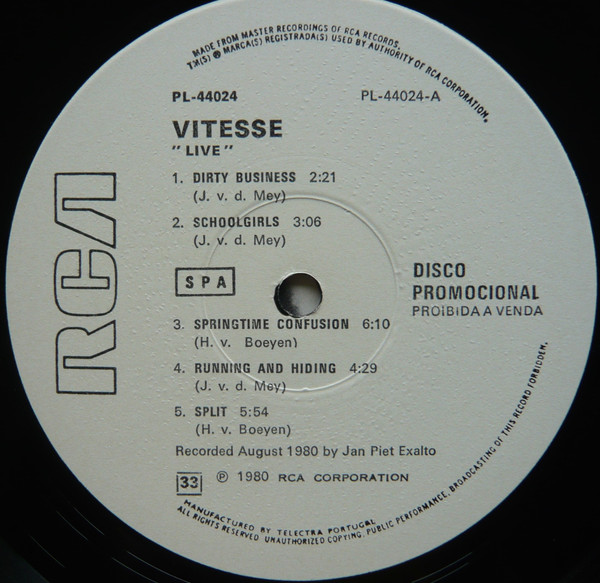 MADE FROM MASTER RECORDINGS OF RCA RECORDS.
TM(S) ® MARCA(S) REGISTRADA(S) USED BY AUTHORITY OF RCA CORPORATION.
PL-44024
PL-44024-A
VITESSE
"LIVE"
1. DIRTY BUSINESS 2:21
(J. v. d. Mey)
2. SCHOOLGIRLS 3:06
(J. v. d. Mey)
RCA
SPA
DISCO
PROMOCIONAL
PROIBIDA A VENDA
3. SPRINGTIME CONFUSION 6:10
(H. v. Boeyen)
4. RUNNING AND HIDING 4:29
(J. v. d. Mey)
5. SPLIT 5:54
(H. v. Boeyen)
Recorded August 1980 by Jan Piet Exalto
33 ℗ 1980 RCA CORPORATION
MANUFACTURED BY TELECTRA PORTUGAL
ALL RIGHTS RESERVED UNAUTHORIZED COPYING, PUBLIC PERFORMANCE, BROADCASTING OF THIS RECORD FORBIDDEN.